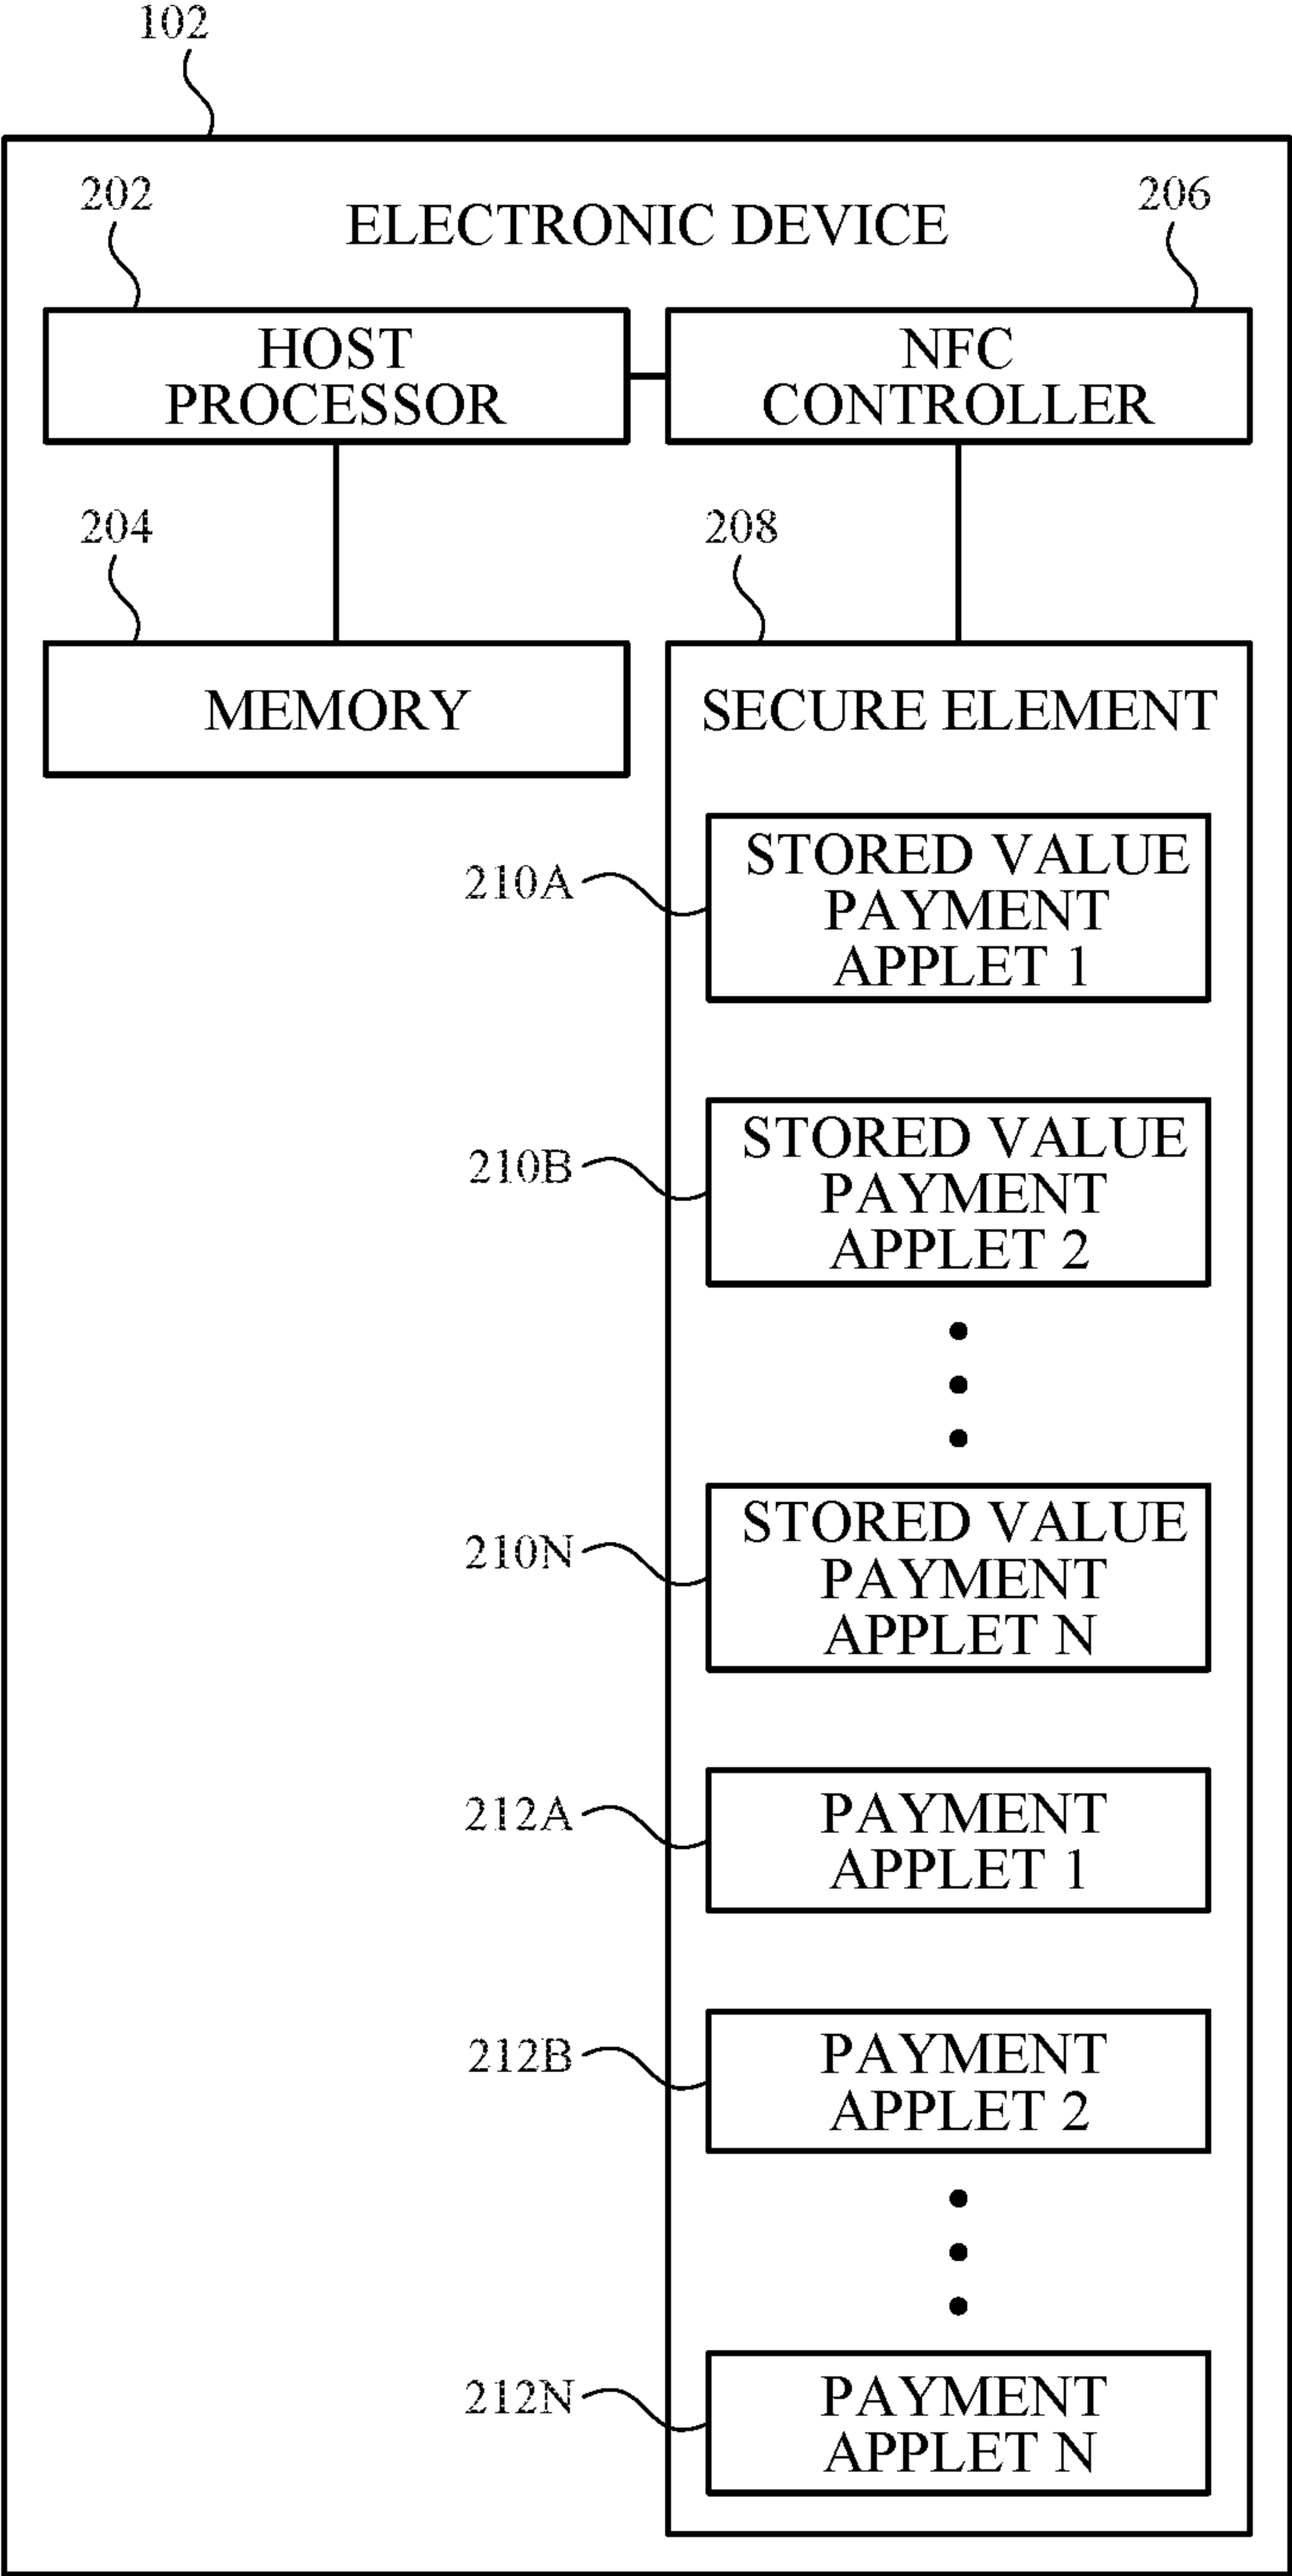 102
202
206
ELECTRONIC DEVICE
HOST
PROCESSOR
NFC
CONTROLLER
204
208
MEMORY
SECURE ELEMENT
210A
STORED VALUE
PAYMENT
APPLET 1
210B
STORED VALUE
PAYMENT
APPLET 2
210N
STORED VALUE
PAYMENT
APPLET N
212A
PAYMENT
APPLET 1
212B
PAYMENT
APPLET 2
212N
PAYMENT
APPLET N